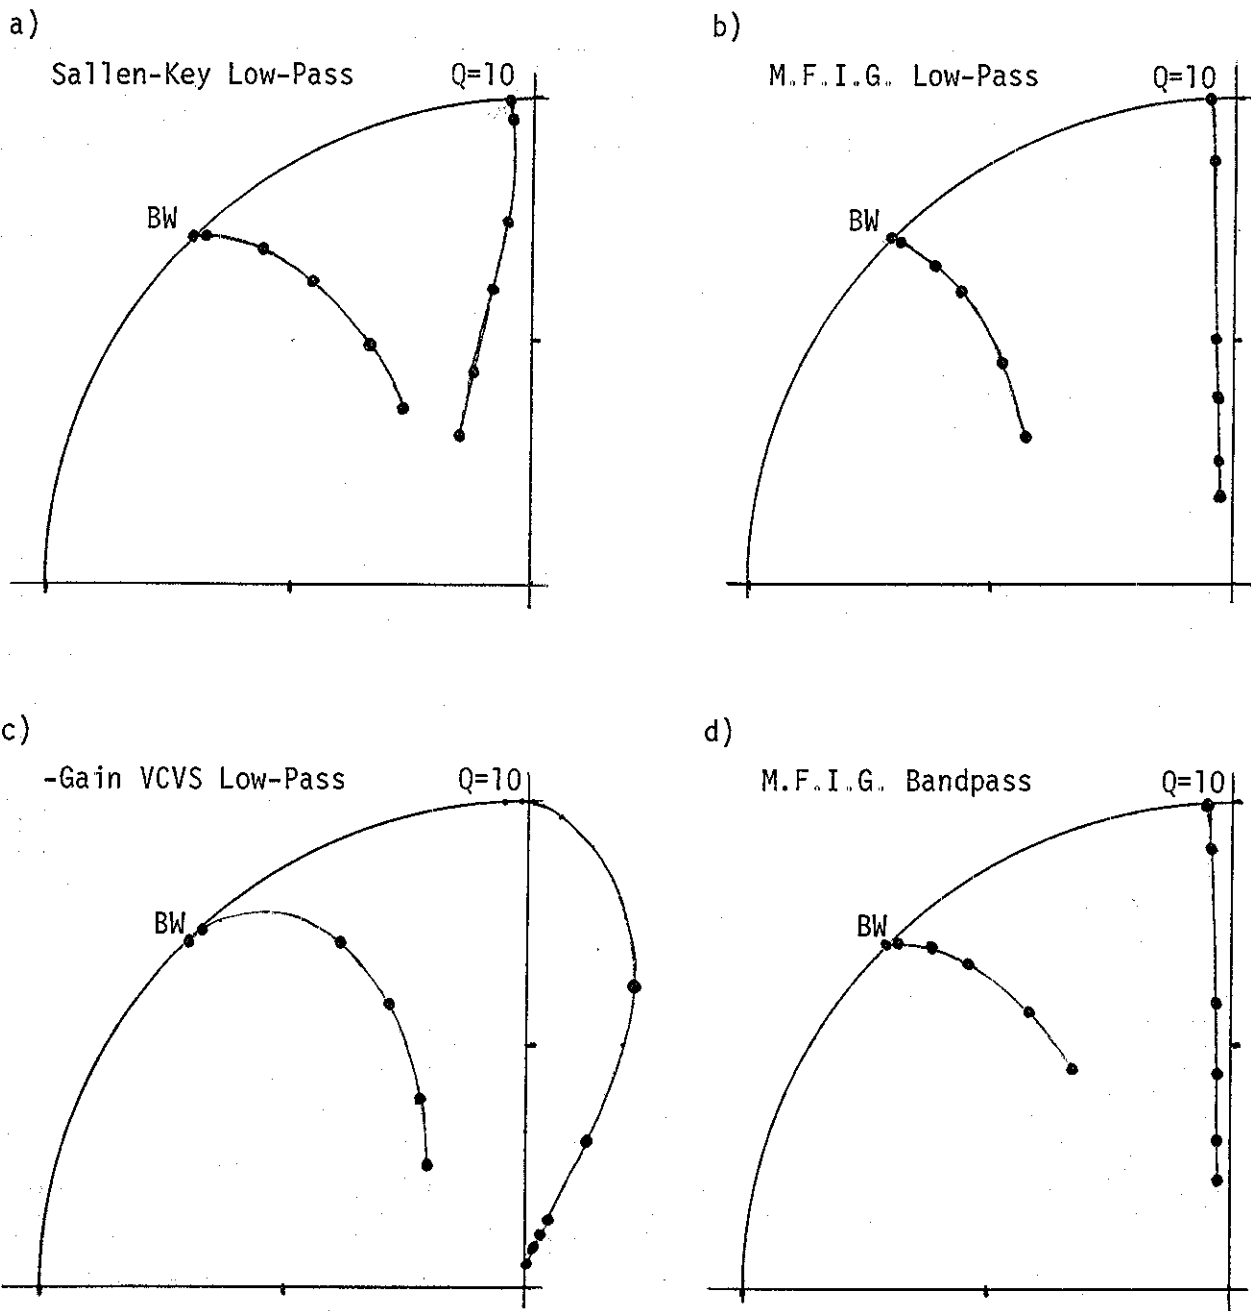 a)
Sallen-Key Low-Pass Q=10
BW
b)
M.F.I.G. Low-Pass Q=10
BW
c)
-Gain VCVS Low-Pass Q=10
BW
d)
M.F.I.G. Bandpass Q=10
BW